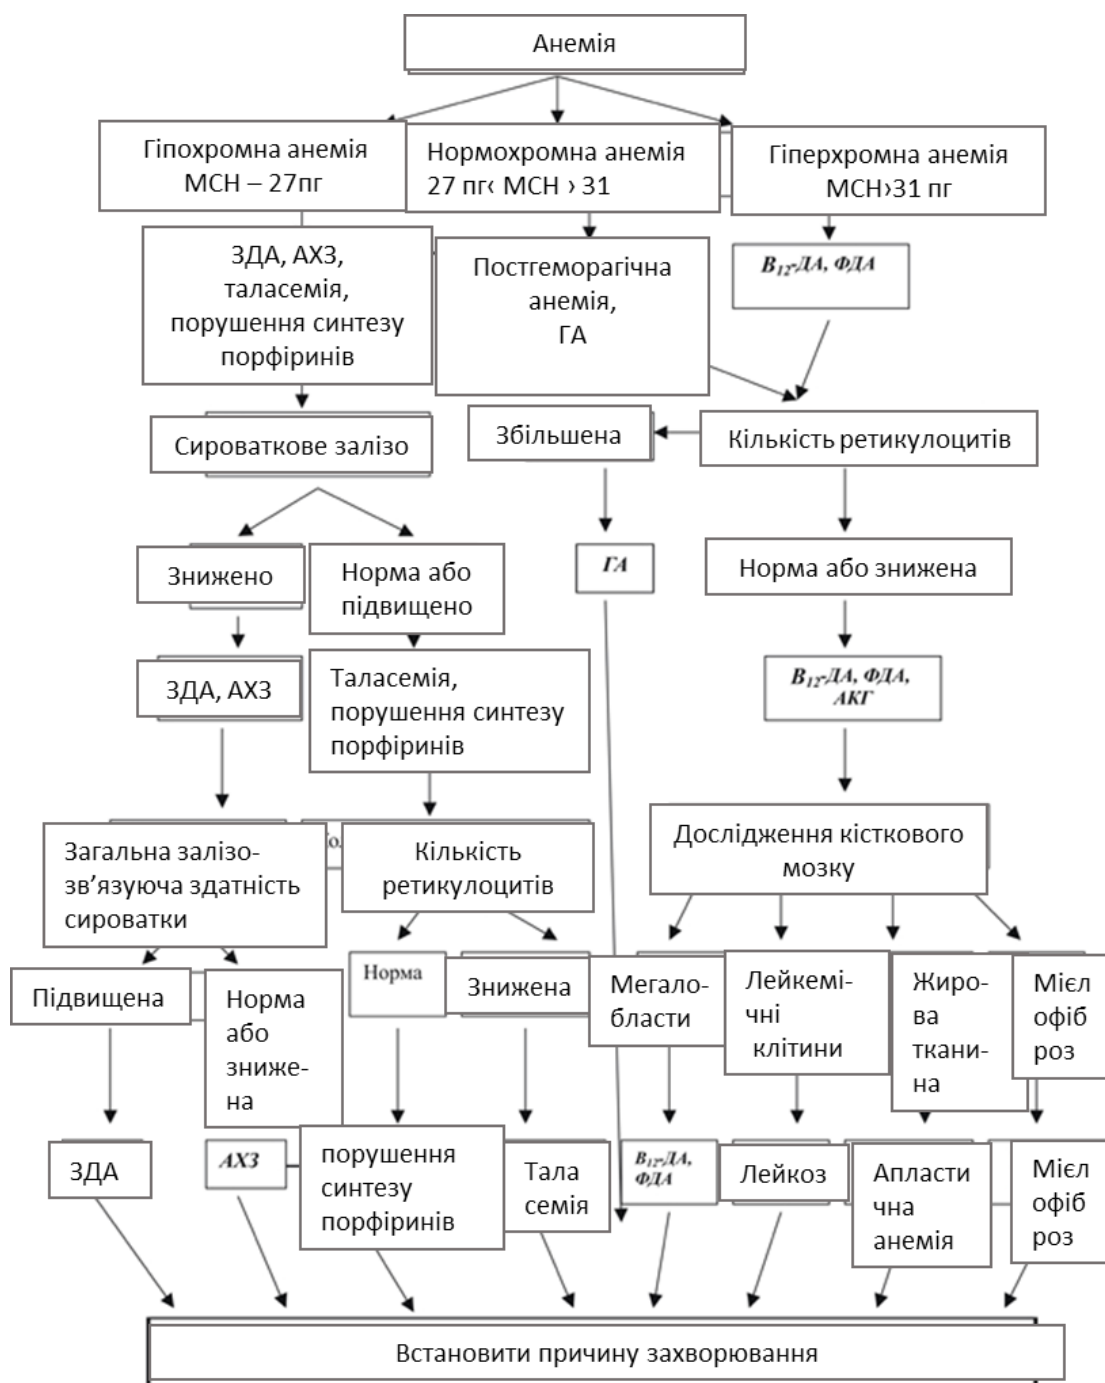 Анемія
Гіпохромна анемія
МСН – 27пг
Нормохромна анемія
27 пг‹ МСН › 31
Гіперхромна анемія
МСН›31 пг
ЗДА, АХЗ,
таласемія,
порушення синтезу
порфіринів
Постгеморагічна
анемія,
ГА
В12-ДА, ФДА
Сироваткове залізо
Збільшена
Кількість ретикулоцитів
Знижено
Норма або
підвищено
ГА
Норма або знижена
ЗДА, АХЗ
Таласемія,
порушення синтезу
порфіринів
В12-ДА, ФДА,
АКГ
Загальна залізо-
зв’язуюча здатність
сироватки
Кількість
ретикулоцитів
Дослідження кісткового
мозку
Підвищена
Норма
або
зниже-
на
Норма
Знижена
Мегало-
бласти
Лейкемі-
чні
клітини
Жиро-
ва
ткани-
на
Мієл
офіб
роз
ЗДА
АХЗ
порушення
синтезу
порфіринів
Тала
семія
В12-ДА,
ФДА
Лейкоз
Апласти
чна
анемія
Мієл
офіб
роз
Встановити причину захворювання